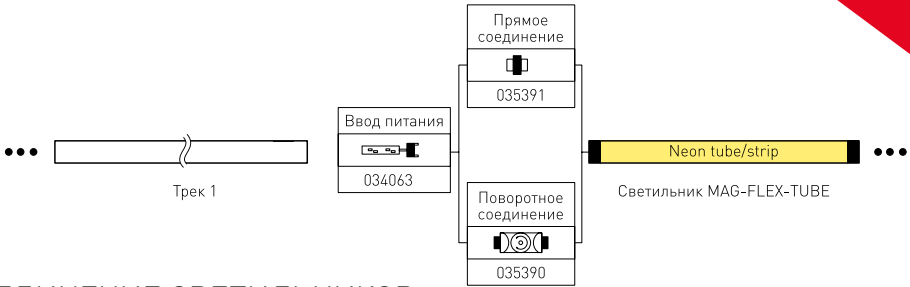 Прямое
соединение
035391
Ввод питания
034063
Neon tube/strip
Трек 1
Светильник MAG-FLEX-TUBE
Поворотное
соединение
035390